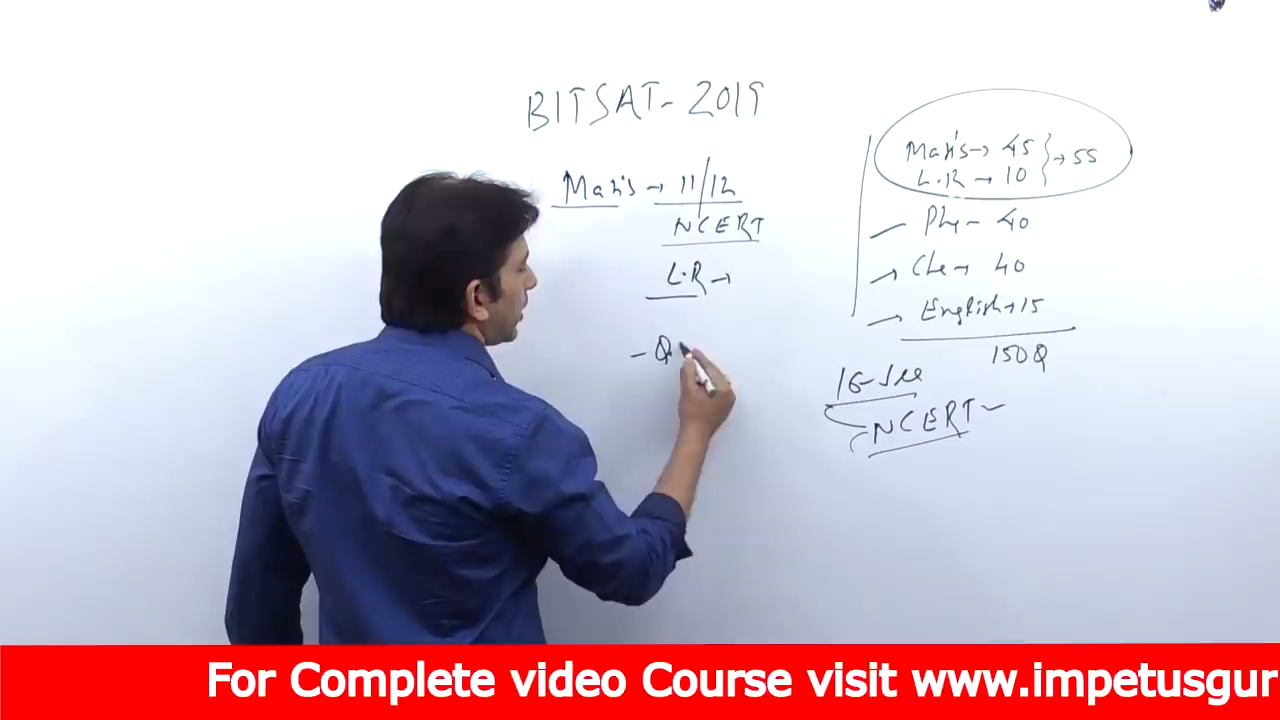 BITSAT- 2019
Maths → 11/12
NCERT
L.R →
- Q
Maths → 45 } → 55
L.R → 10
Phy - 40
Che → 40
English → 15
150 Q
NCERT -
For Complete video Course visit www.impetusgur